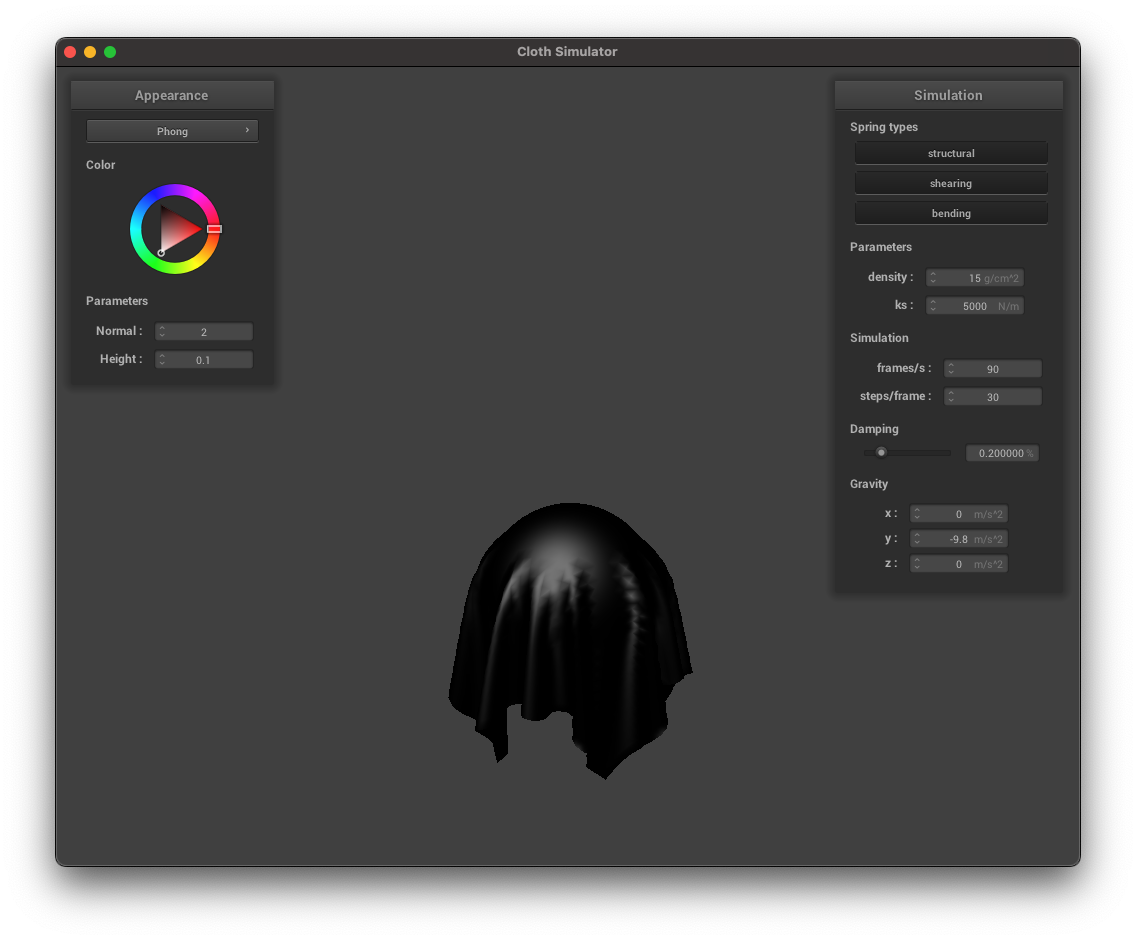 Cloth Simulator
Appearance
Phong
Color
Parameters
Normal : 2
Height : 0.1
Simulation
Spring types
structural
shearing
bending
Parameters
density : 15 g/cm^2
ks : 5000 N/m
Simulation
frames/s : 90
steps/frame : 30
Damping
0.200000 %
Gravity
x : 0 m/s^2
y : -9.8 m/s^2
z : 0 m/s^2